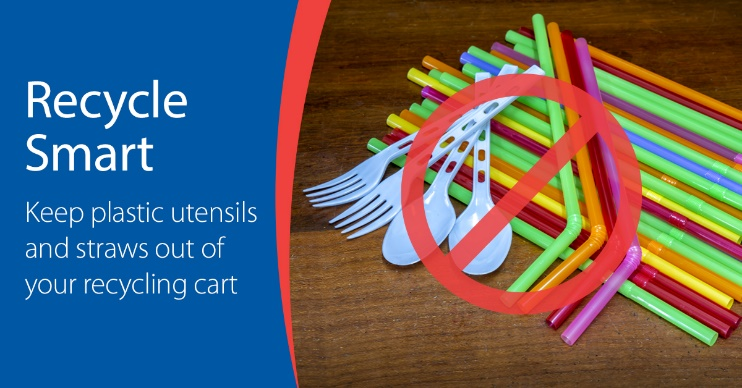 Recycle
Smart
Keep plastic utensils
and straws out of
your recycling cart